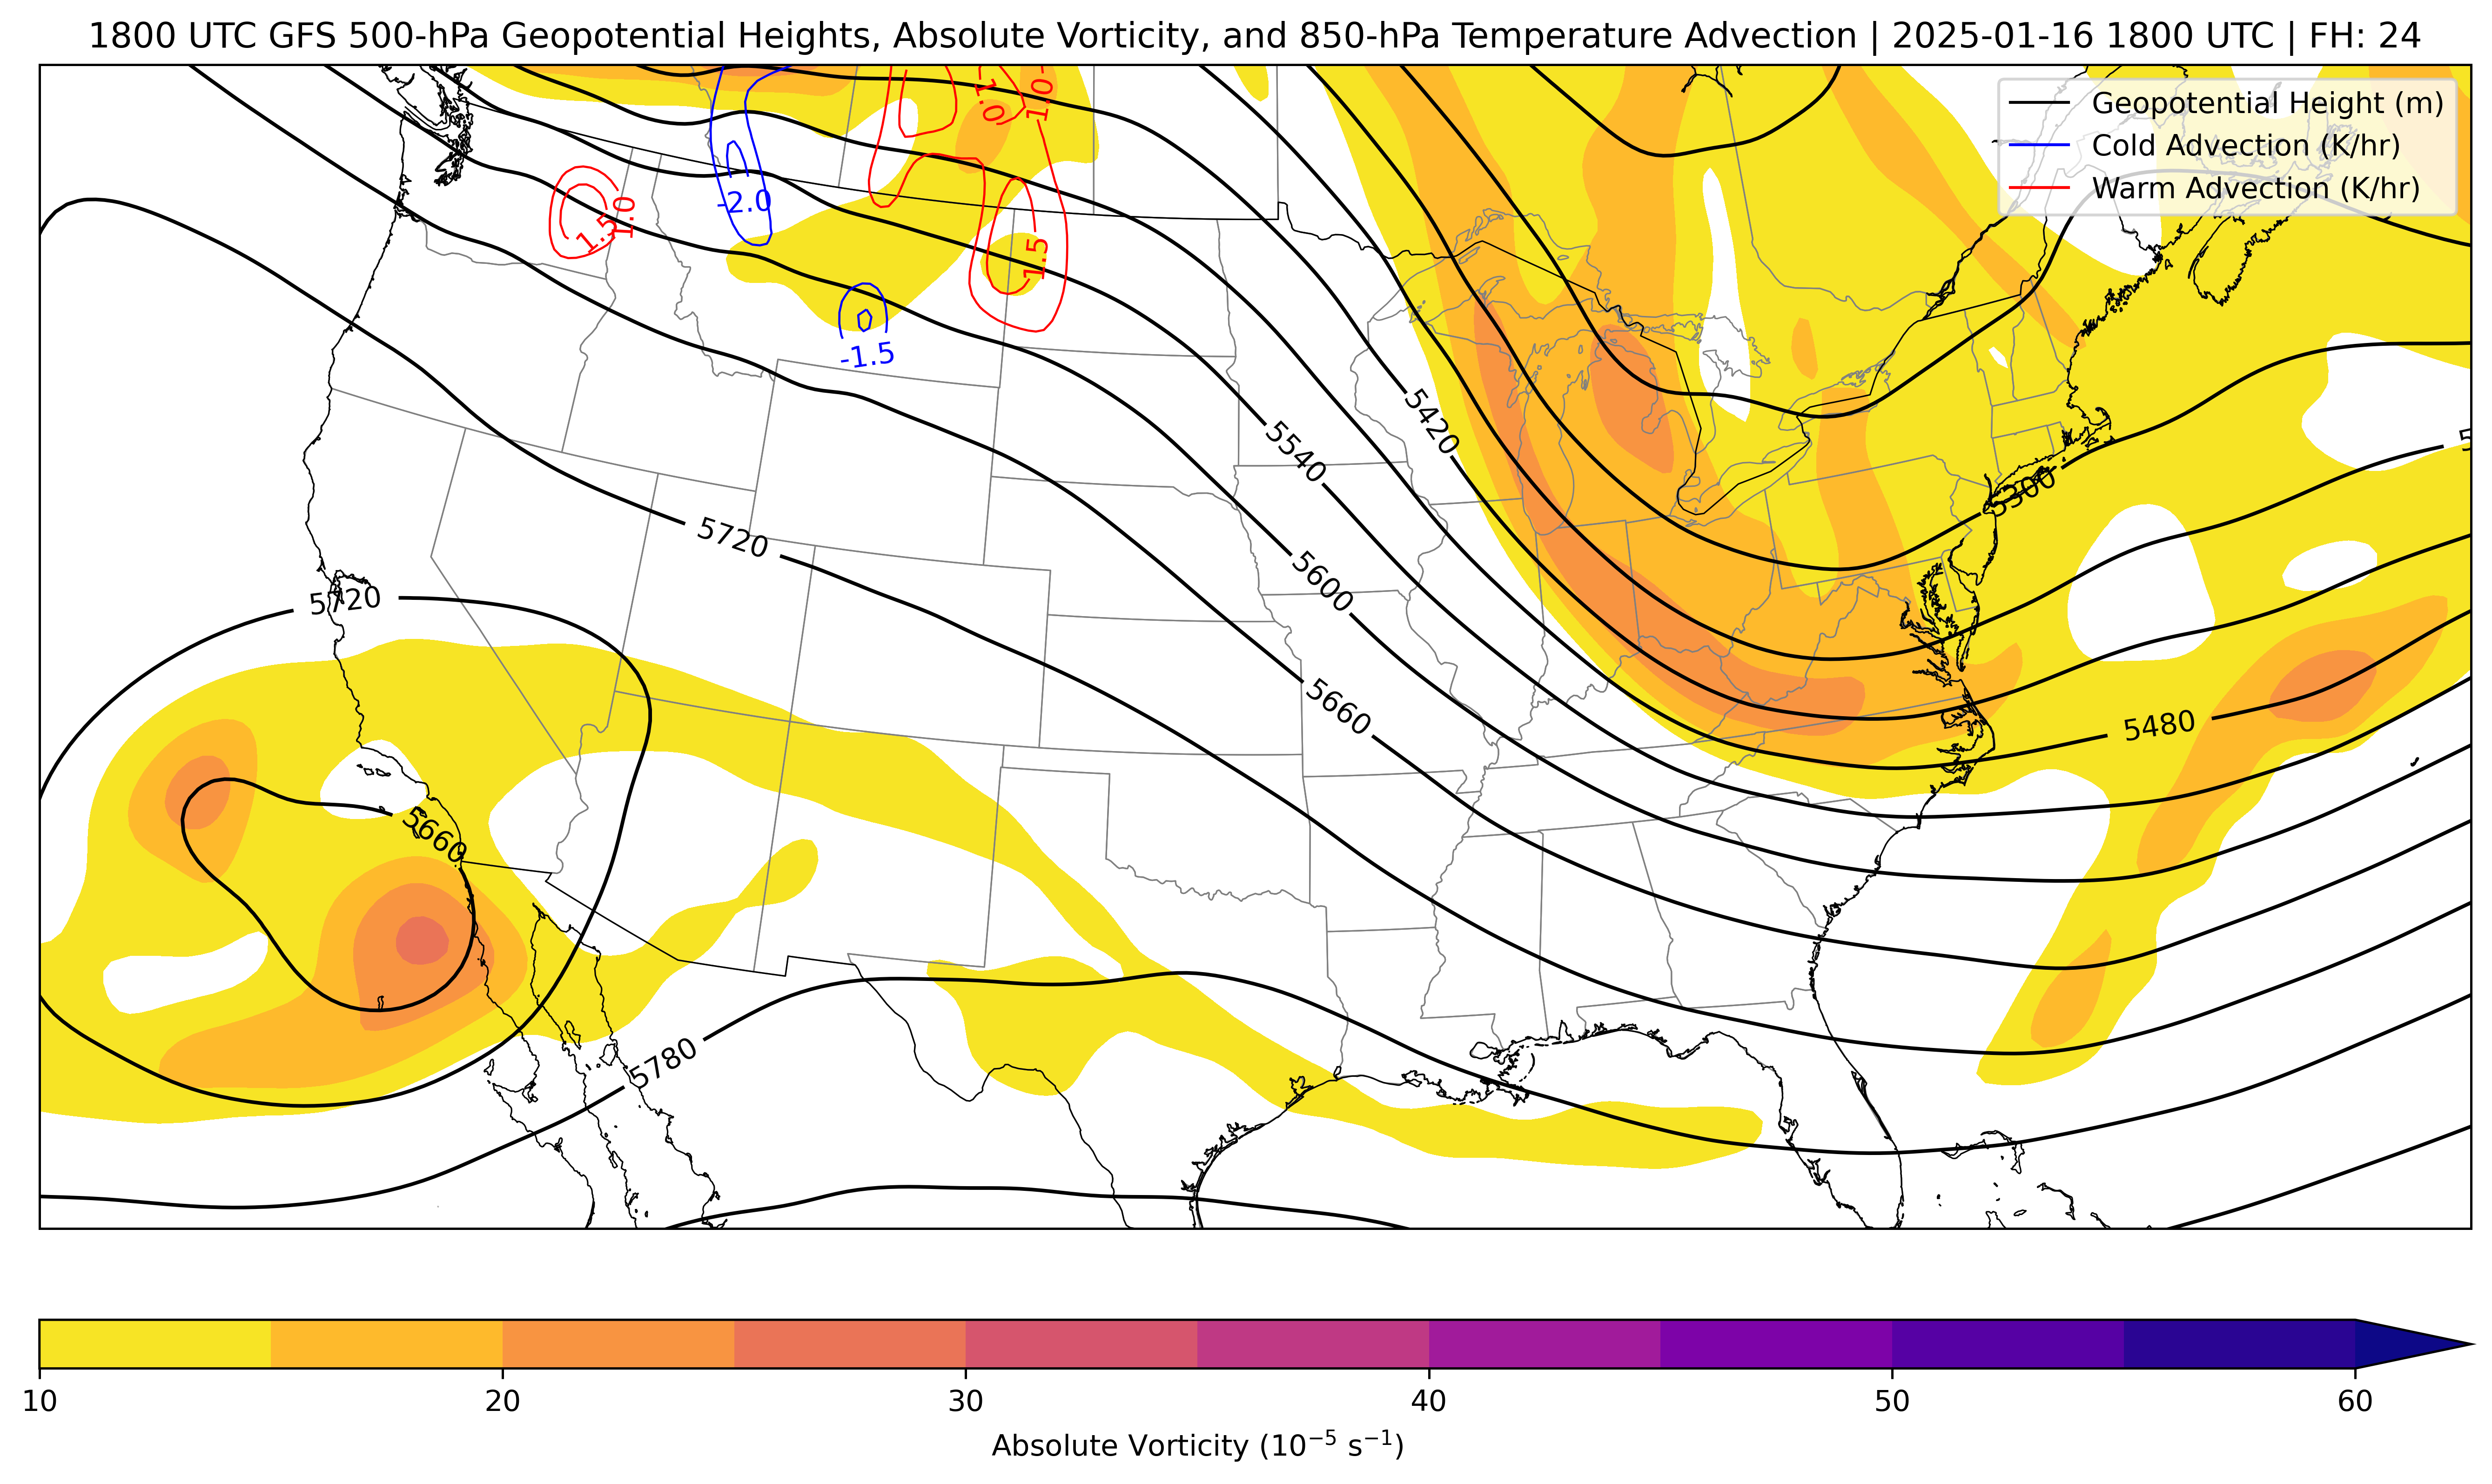 1800 UTC GFS 500-hPa Geopotential Heights, Absolute Vorticity, and 850-hPa Temperature Advection | 2025-01-16 1800 UTC | FH: 24
Geopotential Height (m)
Cold Advection (K/hr)
Warm Advection (K/hr)
-1.0
1.0
-2.0
1.0
1.5
1.5
-1.5
5420
5540
5300
5720
5600
5720
5660
5480
5660
5780
10 20 30 40 50 60
Absolute Vorticity (10⁻⁵ s⁻¹)